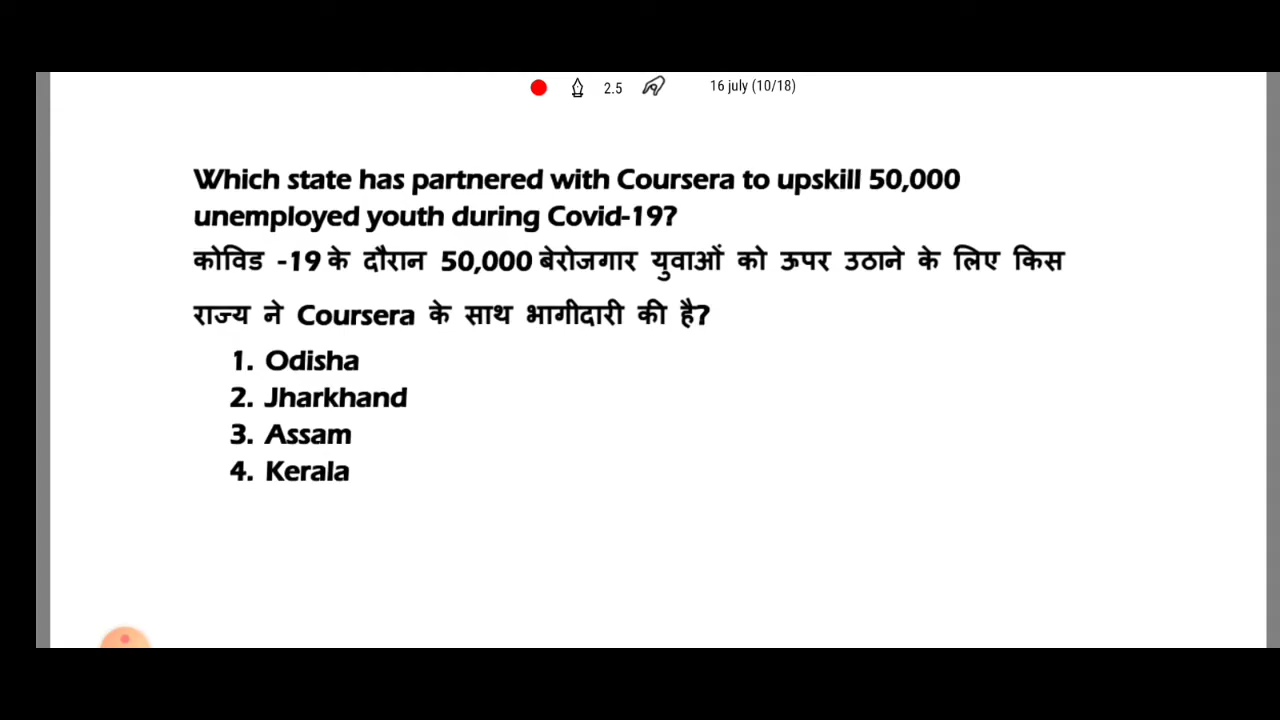 2.5 16 july (10/18)
Which state has partnered with Coursera to upskill 50,000
unemployed youth during Covid-19?
कोविड -19 के दौरान 50,000 बेरोजगार युवाओं को ऊपर उठाने के लिए किस
राज्य ने Coursera के साथ भागीदारी की है?
1. Odisha
2. Jharkhand
3. Assam
4. Kerala